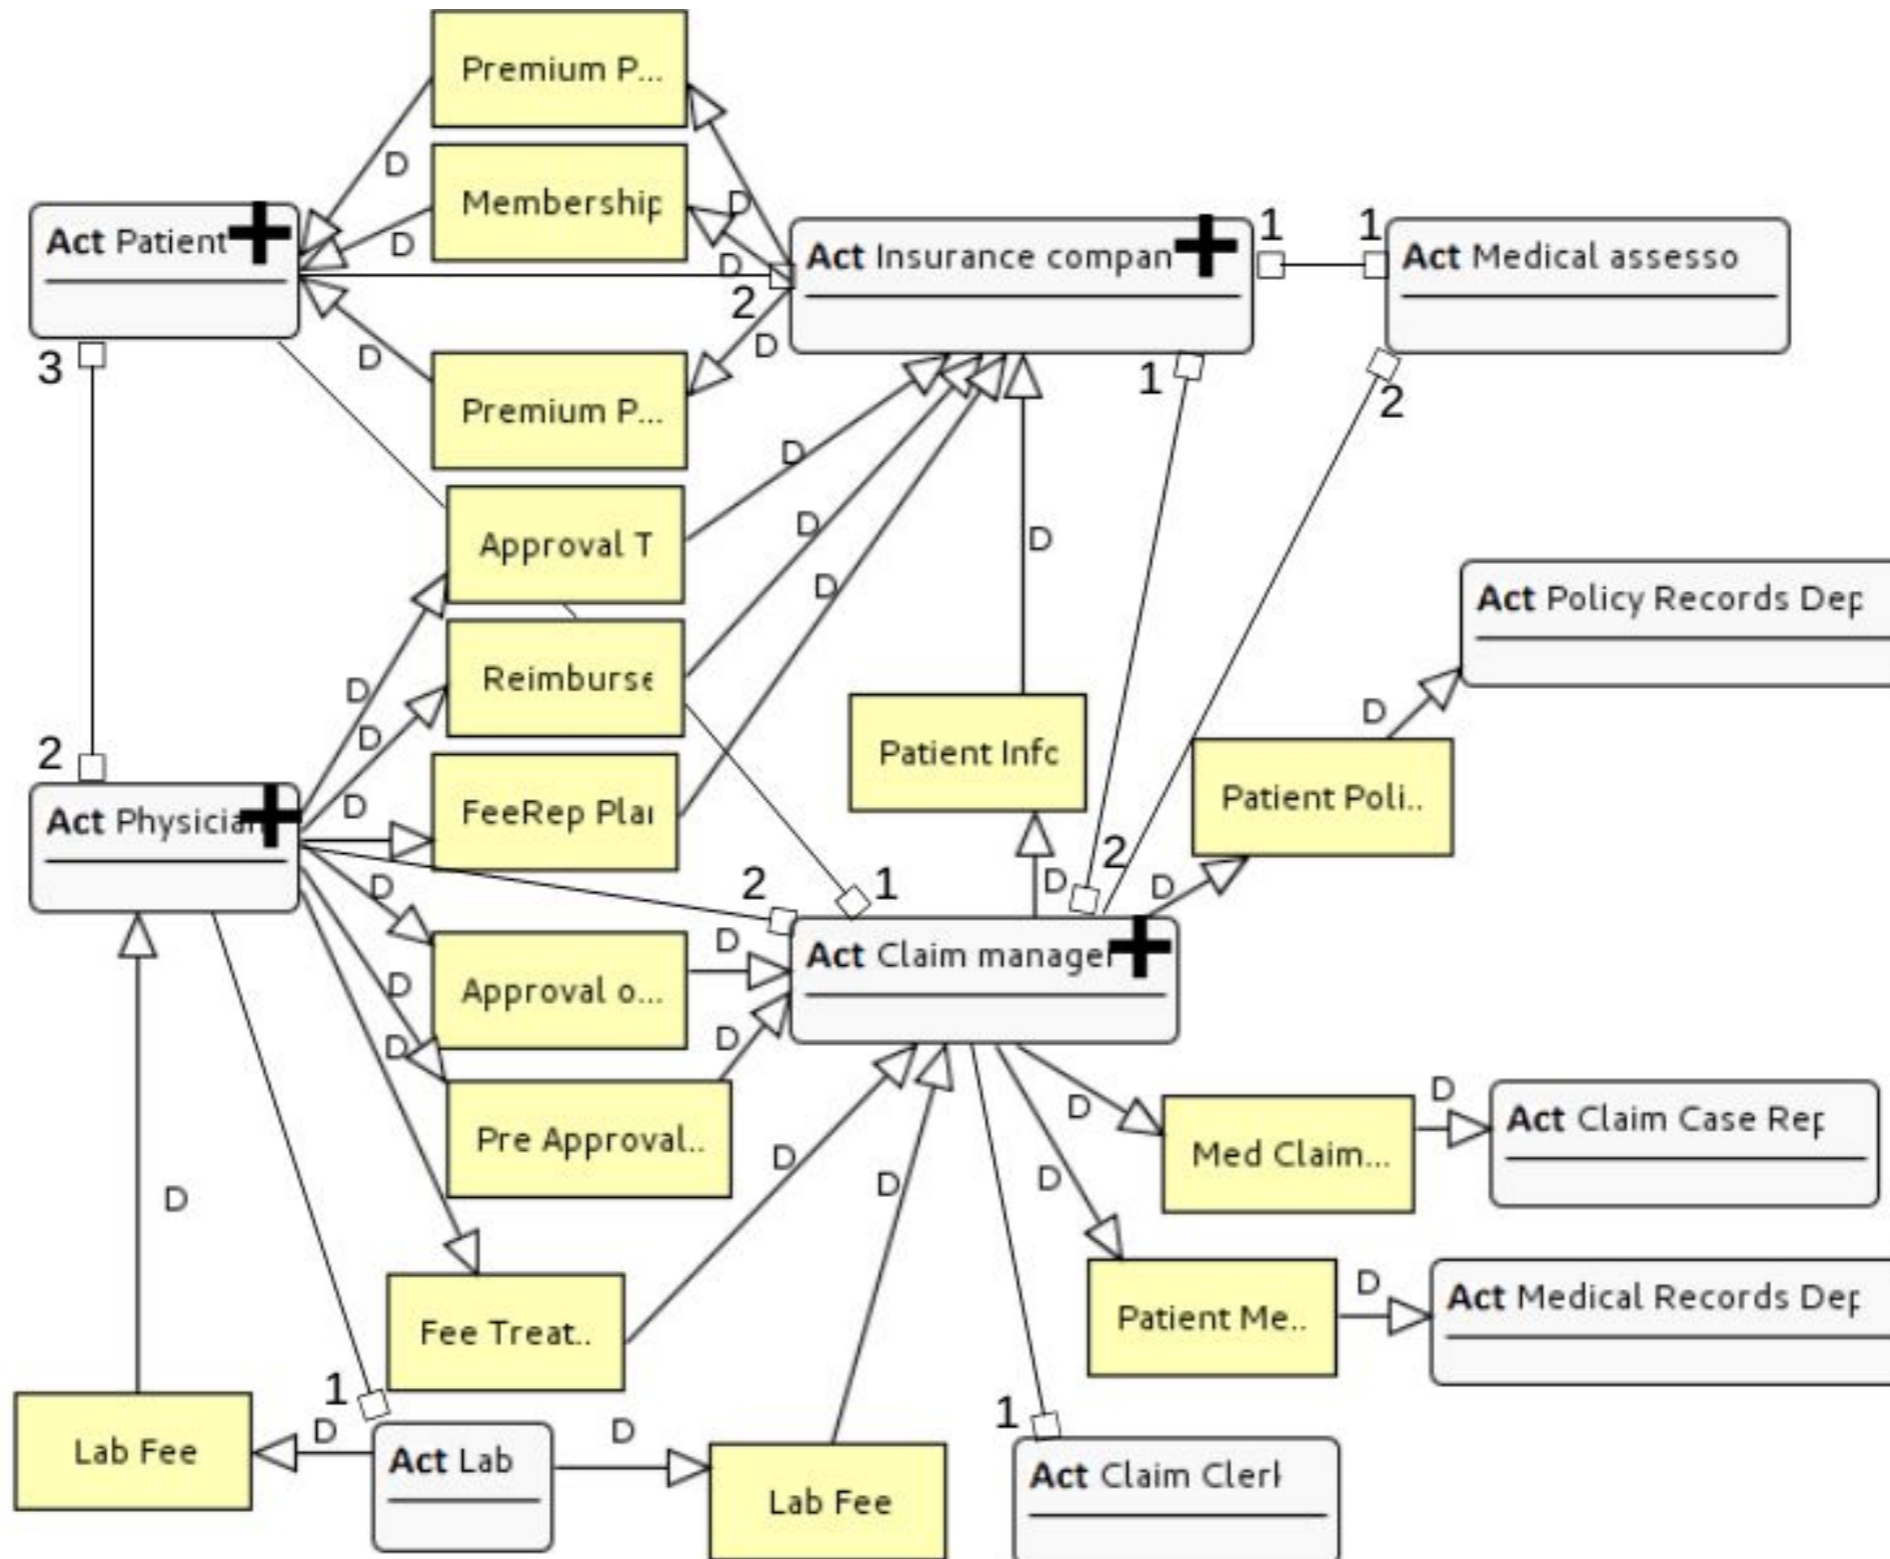 Premium P...
D
Membership
D
Act Patient
D
D
2
Act Insurance compan
1
1
Act Medical assesso
3
D
D
Premium P...
1
2
D
Approval T
D
D
D
Act Policy Records Dep
D
Reimburse
D
2
D
Patient Info
Patient Poli..
Act Physician
D
FeeRep Plan
D
2
1
D
2
D
Approval o...
D
Act Claim manager
D
D
D
Pre Approval..
D
D
D
Med Claim...
D
Act Claim Case Rep
D
D
Fee Treat..
Patient Me..
D
Act Medical Records Dep
Lab Fee
D
1
Act Lab
D
Lab Fee
1
Act Claim Clerk